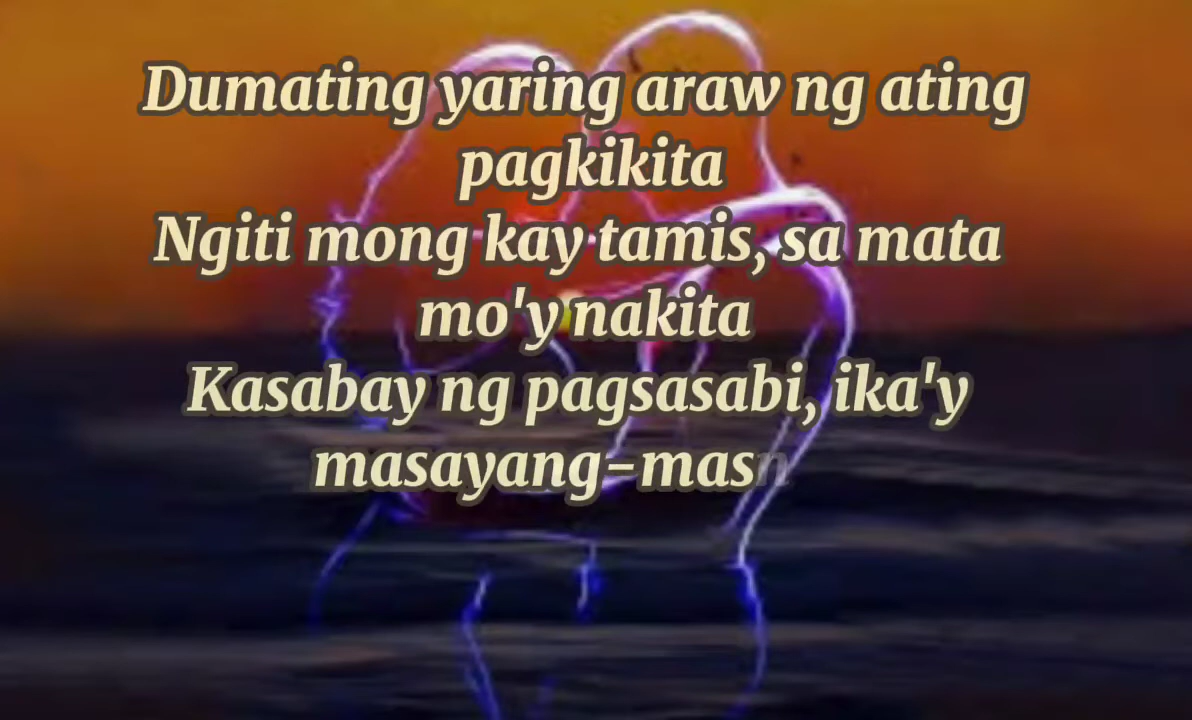 Dumating yaring araw ng ating
pagkikita
Ngiti mong kay tamis, sa mata
mo'y nakita
Kasabay ng pagsasabi, ika'y
masayang-masn